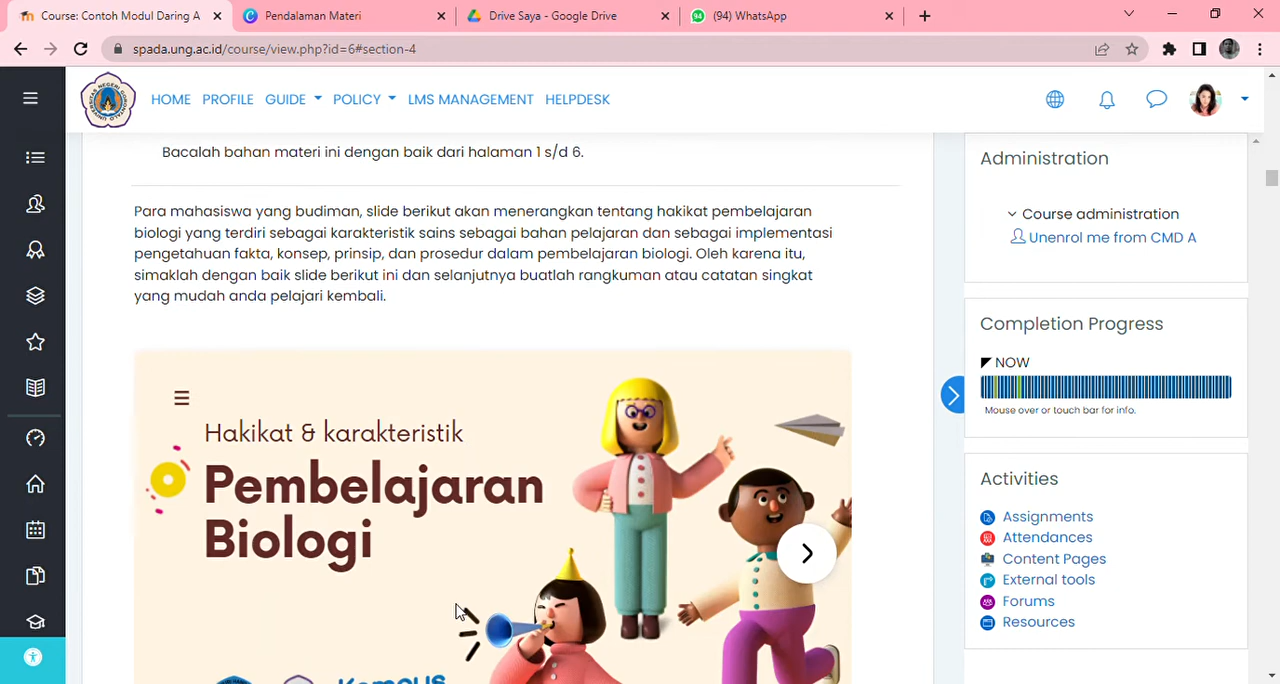 Course: Contoh Modul Daring A
Pendalaman Materi
Drive Saya - Google Drive
(94) WhatsApp
spada.ung.ac.id/course/view.php?id=6#section-4
HOME PROFILE GUIDE POLICY LMS MANAGEMENT HELPDESK
Bacalah bahan materi ini dengan baik dari halaman 1 s/d 6.
Para mahasiswa yang budiman, slide berikut akan menerangkan tentang hakikat pembelajaran
biologi yang terdiri sebagai karakteristik sains sebagai bahan pelajaran dan sebagai implementasi
pengetahuan fakta, konsep, prinsip, dan prosedur dalam pembelajaran biologi. Oleh karena itu,
simaklah dengan baik slide berikut ini dan selanjutnya buatlah rangkuman atau catatan singkat
yang mudah anda pelajari kembali.
Hakikat & karakteristik
Pembelajaran
Biologi
Kampus
Administration
Course administration
Unenrol me from CMD A
Completion Progress
NOW
Mouse over or touch bar for info.
Activities
Assignments
Attendances
Content Pages
External tools
Forums
Resources